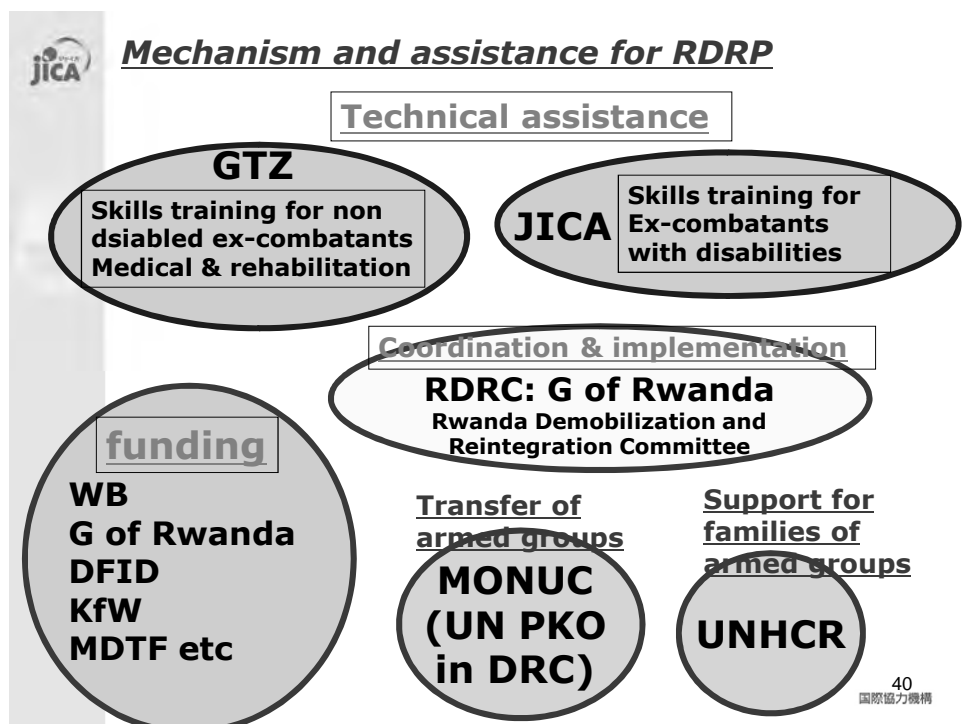 JICA
Mechanism and assistance for RDRP
Technical assistance
GTZ
Skills training for non
dsiabled ex-combatants
Medical & rehabilitation
JICA
Skills training for
Ex-combatants
with disabilities
Coordination & implementation
RDRC: G of Rwanda
Rwanda Demobilization and
Reintegration Committee
funding
WB
G of Rwanda
DFID
KfW
MDTF etc
Transfer of
armed groups
MONUC
(UN PKO
in DRC)
Support for
families of
armed groups
UNHCR
40
国際協力機構